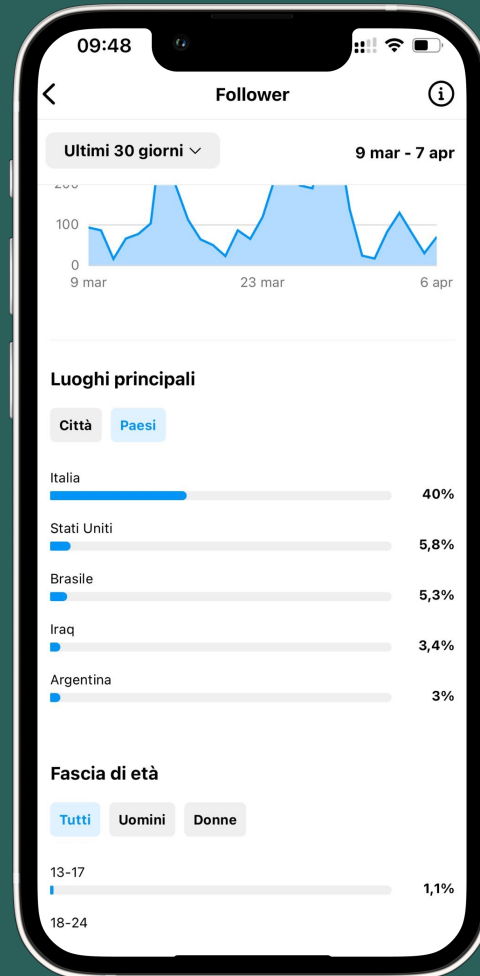 09:48
Follower
Ultimi 30 giorni
9 mar - 7 apr
200
100
0
9 mar 23 mar 6 apr
Luoghi principali
Città Paesi
Italia
40%
Stati Uniti
5,8%
Brasile
5,3%
Iraq
3,4%
Argentina
3%
Fascia di età
Tutti Uomini Donne
13-17
1,1%
18-24